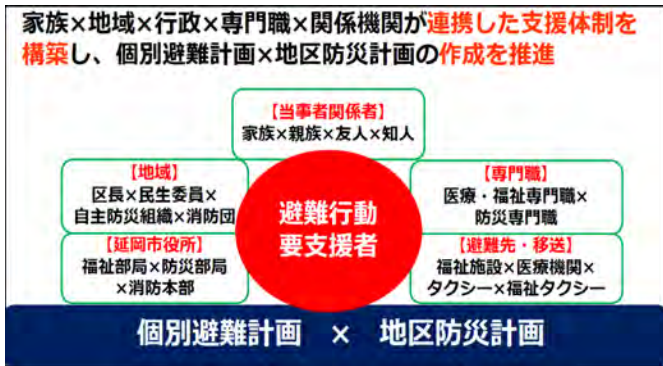 家族×地域×行政×専門職×関係機関が連携した支援体制を
構築し、個別避難計画×地区防災計画の作成を推進
【当事者関係者】
家族×親族×友人×知人
【地域】
区長×民生委員×
自主防災組織×消防団
【専門職】
医療・福祉専門職×
防災専門職
避難行動
要支援者
【延岡市役所】
福祉部局×防災部局
×消防本部
【避難先・移送】
福祉施設×医療機関×
タクシー×福祉タクシー
個別避難計画 × 地区防災計画